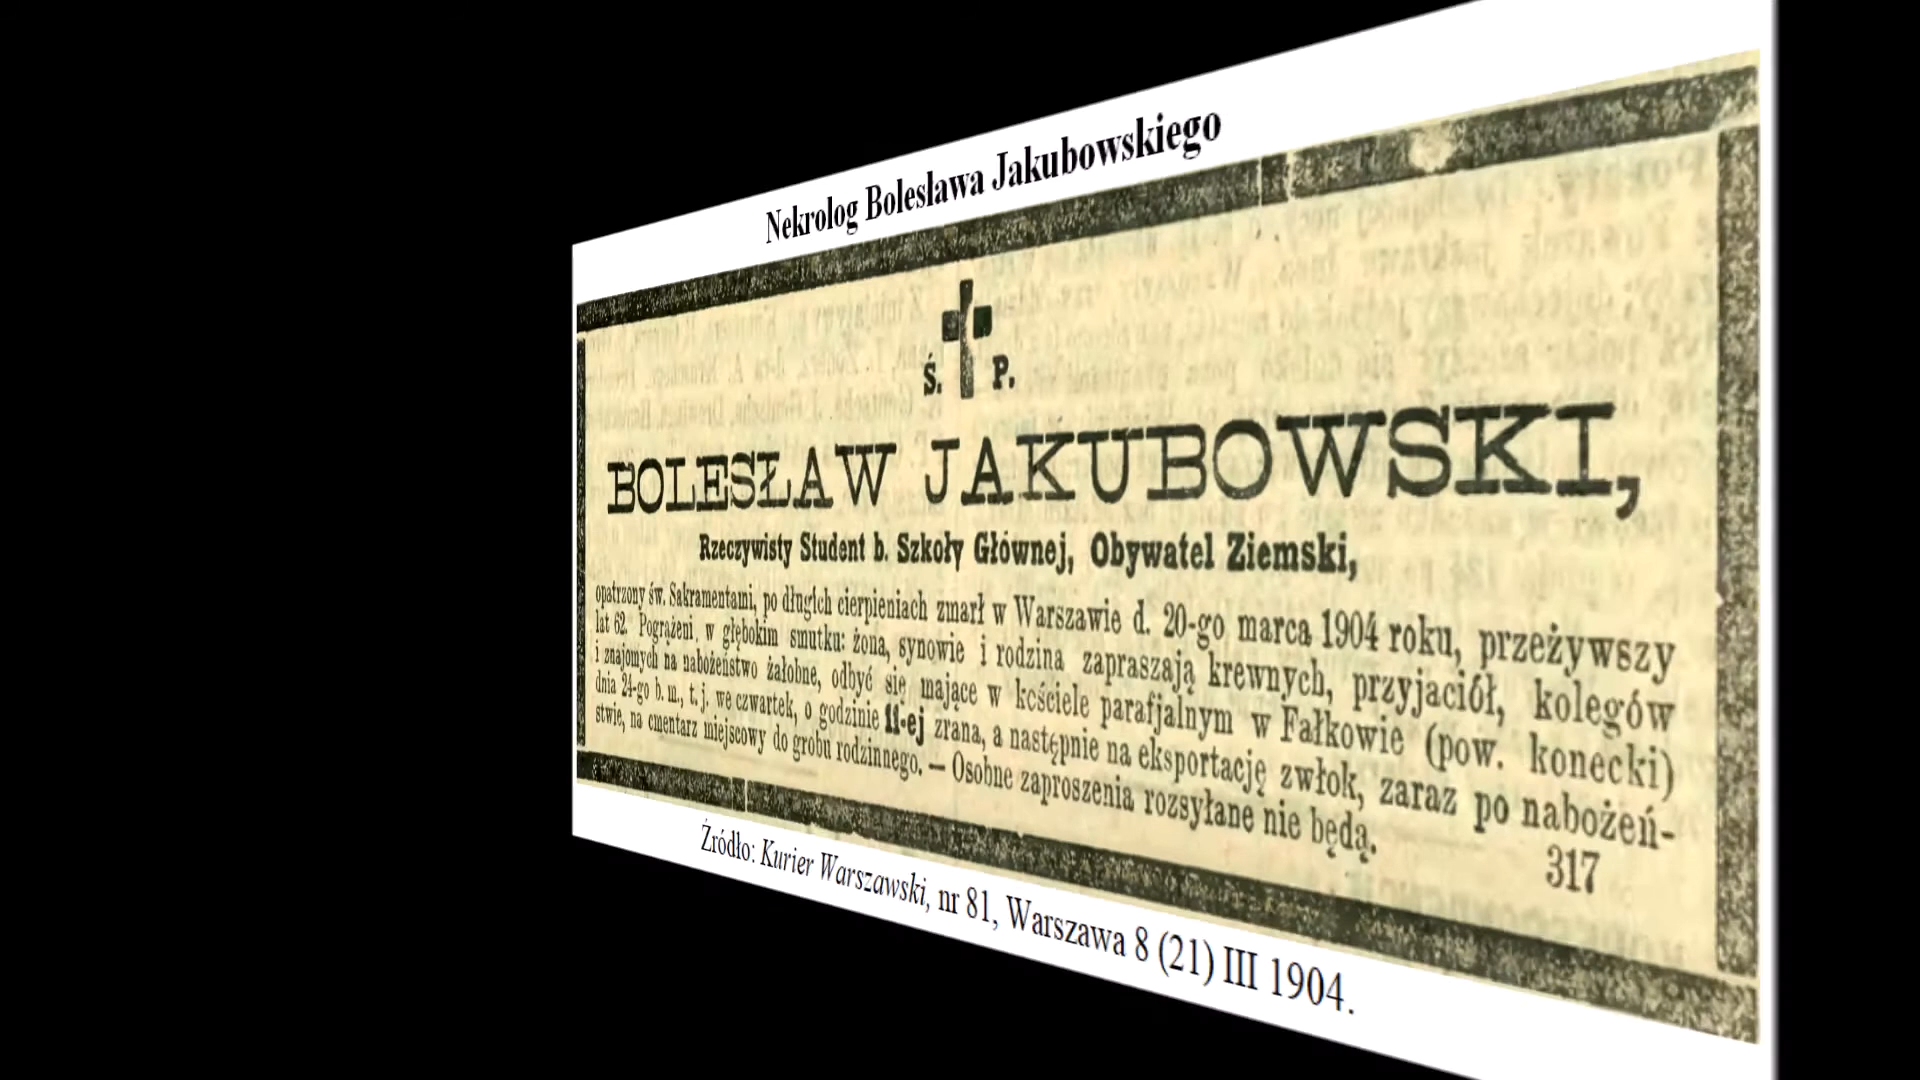 Nekrolog Bolesława Jakubowskiego
Ś. P.
BOLESŁAW JAKUBOWSKI,
Rzeczywisty Student b. Szkoły Głównej, Obywatel Ziemski,
opatrzony św. Sakramentami, po długich cierpieniach zmarł w Warszawie d. 20-go marca 1904 roku, przeżywszy
lat 62. Pogrążeni w głębokim smutku: żona, synowie i rodzina zapraszają krewnych, przyjaciół, kolegów
i znajomych na nabożeństwo żałobne, odbyć się mające w kościele parafjalnym w Fałkowie (pow. konecki)
dnia 24-go b. m., t. j. we czwartek, o godzinie 11-ej zrana, a następnie na eksportację zwłok, zaraz po nabożeń-
stwie, na cmentarz miejscowy do grobu rodzinnego. — Osobne zaproszenia rozsyłane nie będą.
317
Źródło: Kurier Warszawski, nr 81, Warszawa 8 (21) III 1904.